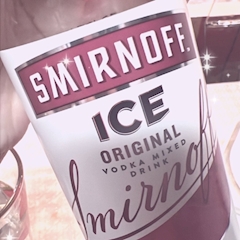 SMIRNOFF
ICE
ORIGINAL
VODKA MIXED
DRINK
Smirnoff